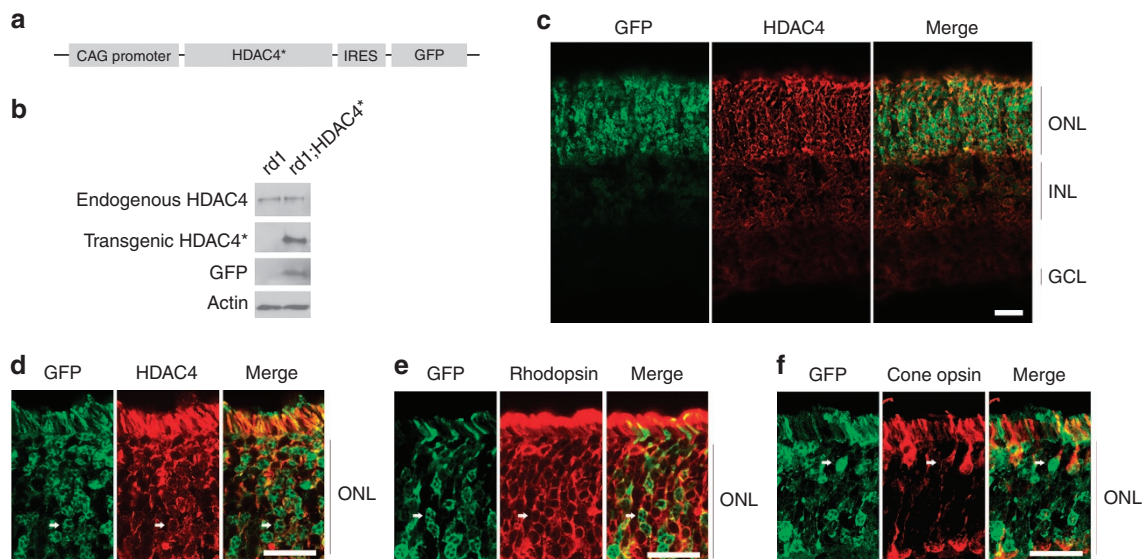 a
CAG promoter HDAC4* IRES GFP
b
rd1 rd1;HDAC4*
Endogenous HDAC4
Transgenic HDAC4*
GFP
Actin
c
GFP HDAC4 Merge
ONL
INL
GCL
d
GFP HDAC4 Merge
ONL
e
GFP Rhodopsin Merge
ONL
f
GFP Cone opsin Merge
ONL